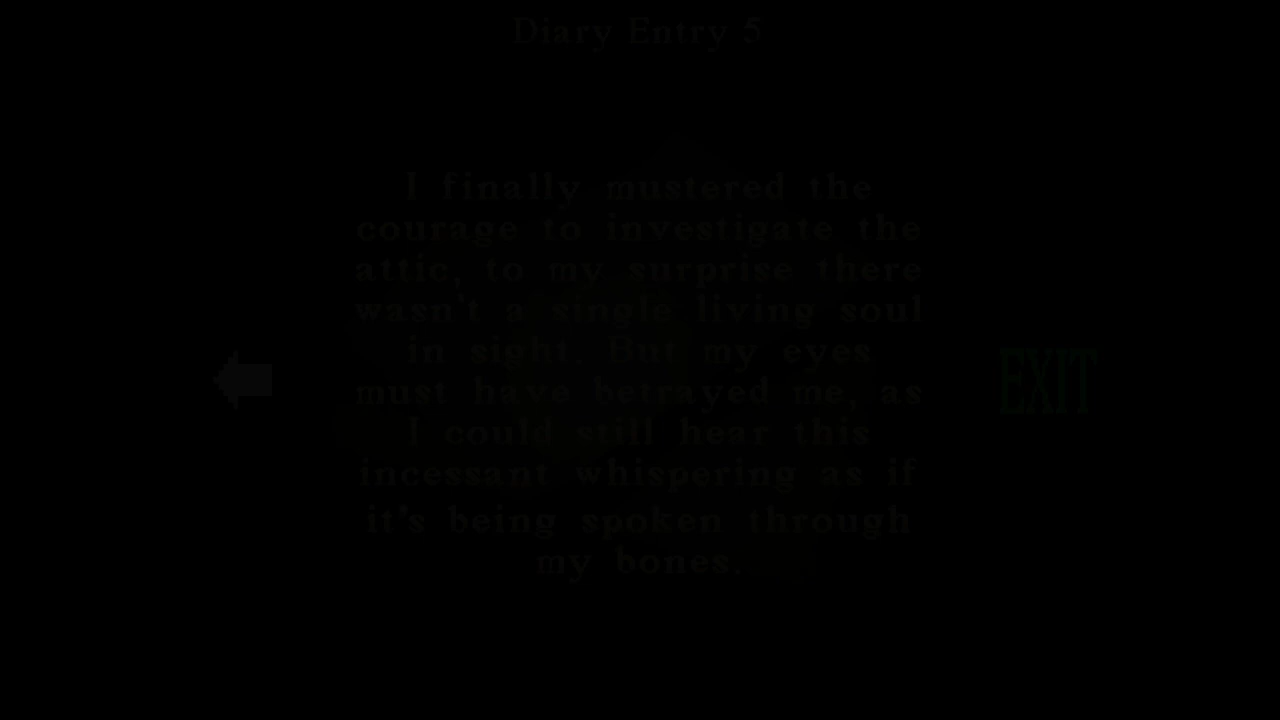 Diary Entry 5
I finally mustered the
courage to investigate the
attic, to my surprise there
wasn't a single living soul
in sight. But my eyes
must have betrayed me, as
I could still hear this
incessant whispering as if
it's being spoken through
my bones.
EXIT